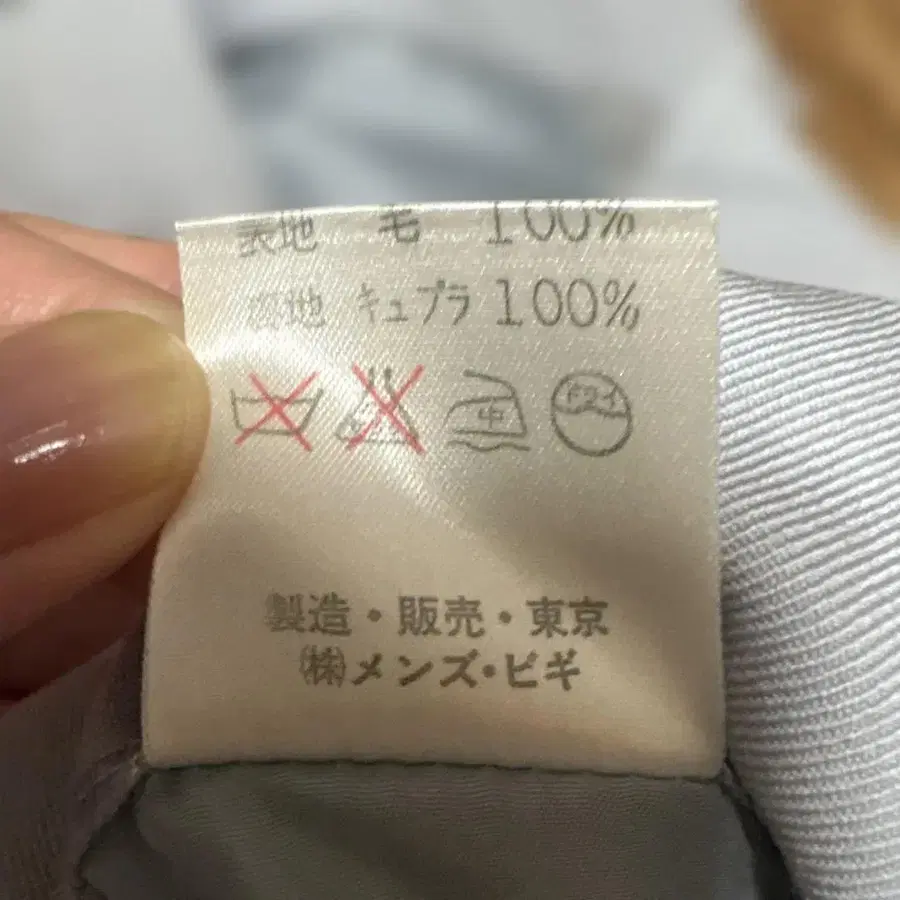 表地 毛 100%
裏地 キュプラ 100%
中 ドライ
製造・販売・東京
㈱メンズ・ビギ